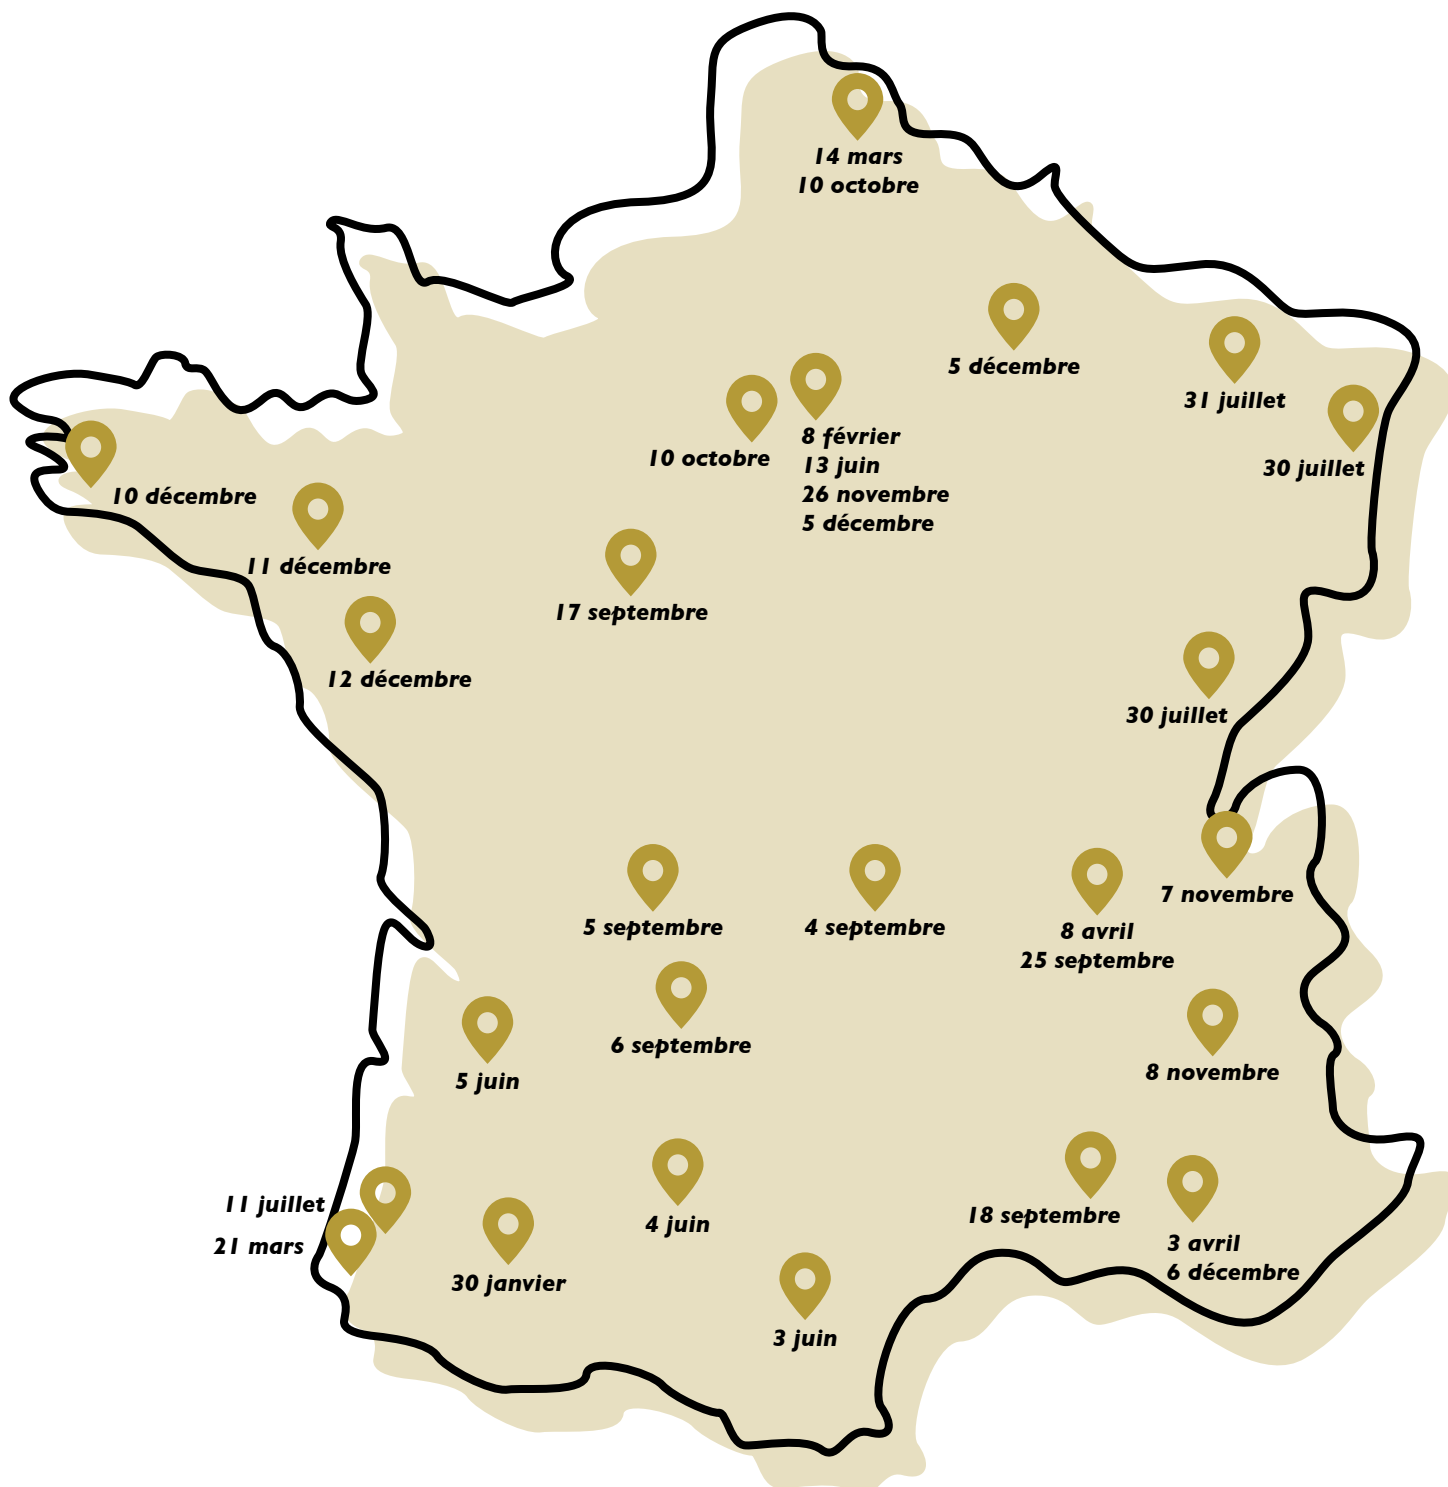 14 mars
10 octobre
5 décembre
31 juillet
30 juillet
10 octobre
8 février
13 juin
26 novembre
5 décembre
10 décembre
11 décembre
17 septembre
12 décembre
30 juillet
7 novembre
5 septembre
4 septembre
8 avril
25 septembre
6 septembre
8 novembre
5 juin
11 juillet
21 mars
4 juin
18 septembre
3 avril
6 décembre
30 janvier
3 juin